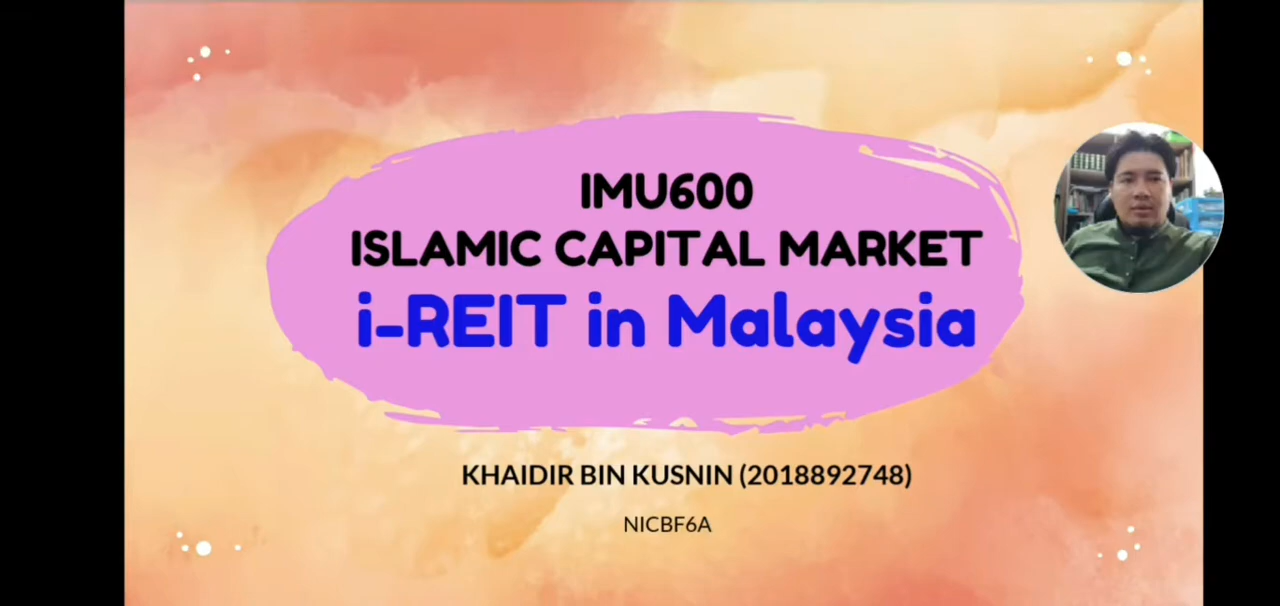 IMU600
ISLAMIC CAPITAL MARKET
i-REIT in Malaysia
KHAIDIR BIN KUSNIN (2018892748)
NICBF6A